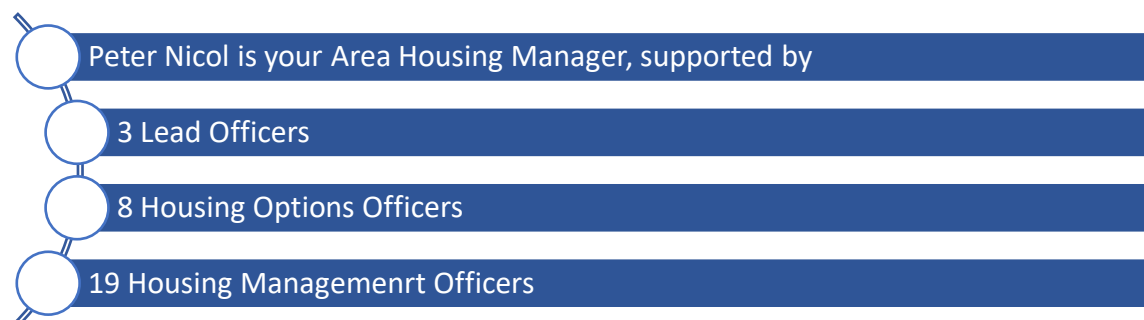 Peter Nicol is your Area Housing Manager, supported by
3 Lead Officers
8 Housing Options Officers
19 Housing Managemenrt Officers